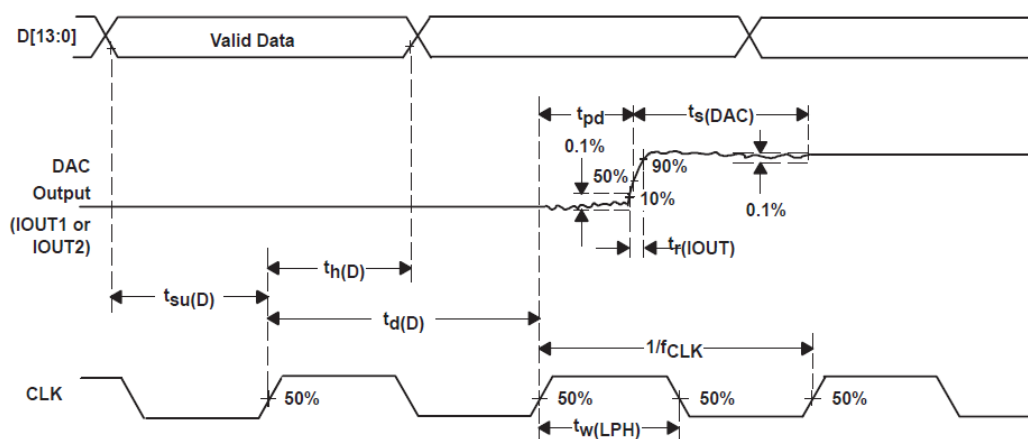 D[13:0]
Valid Data
tpd
ts(DAC)
0.1%
DAC
Output
(IOUT1 or
IOUT2)
50%
90%
10%
0.1%
tr(IOUT)
th(D)
tsu(D)
td(D)
1/fCLK
CLK
50%
50%
50%
50%
tw(LPH)